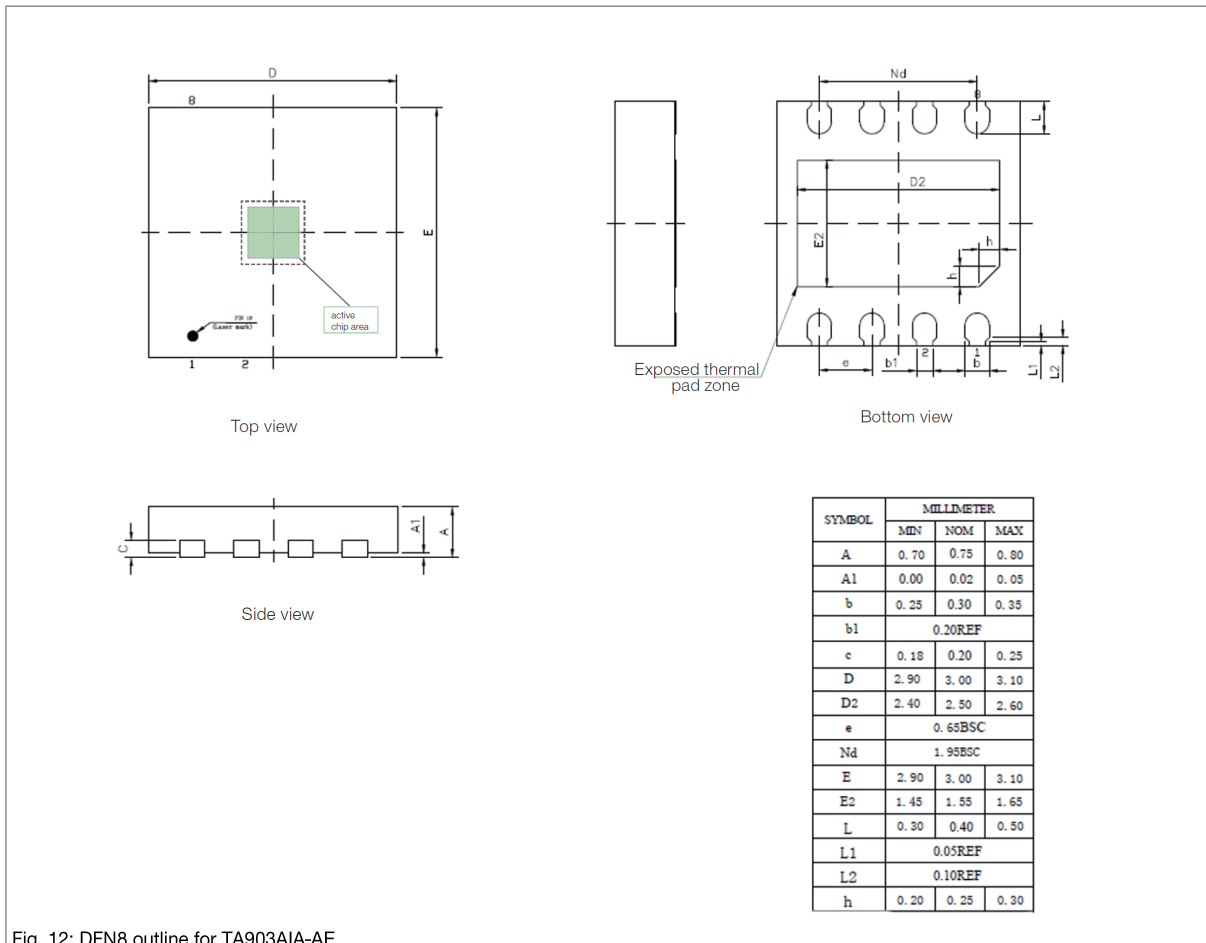 D
8
E
PIN 1#
(Laser mark)
active
chip area
1 2
Top view
Nd
8
L
D2
E2
h
h
2 1
e b1 b L1 L2
Exposed thermal
pad zone
Bottom view
C A1 A
Side view
SYMBOL MILLIMETER
MIN NOM MAX
A 0.70 0.75 0.80
A1 0.00 0.02 0.05
b 0.25 0.30 0.35
b1 0.20REF
c 0.18 0.20 0.25
D 2.90 3.00 3.10
D2 2.40 2.50 2.60
e 0.65BSC
Nd 1.95BSC
E 2.90 3.00 3.10
E2 1.45 1.55 1.65
L 0.30 0.40 0.50
L1 0.05REF
L2 0.10REF
h 0.20 0.25 0.30
Fig. 12: DFN8 outline for TA903AIA-AE